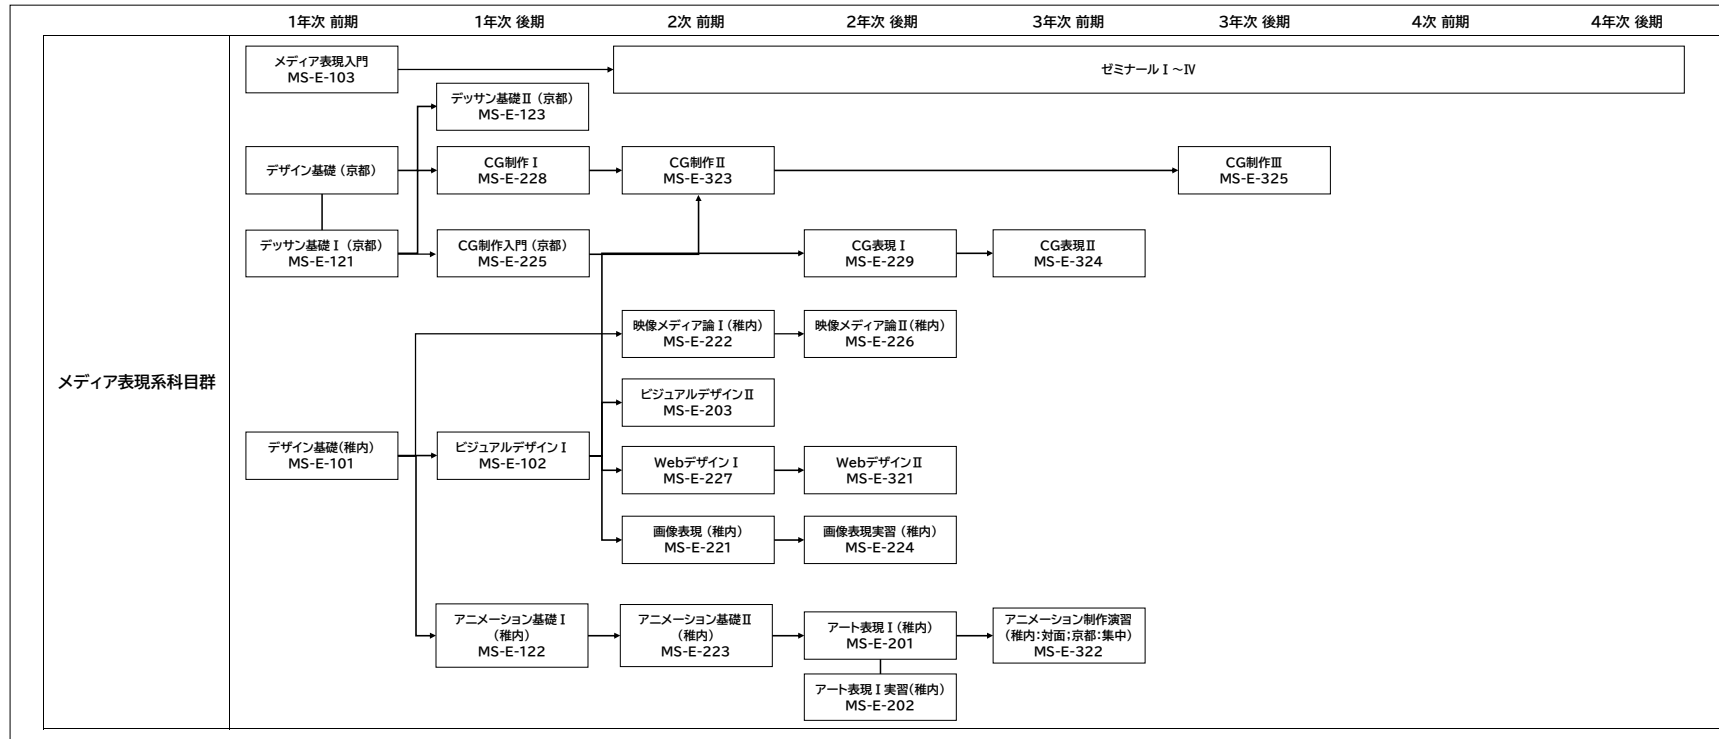 1年次 前期
1年次 後期
2次 前期
2年次 後期
3年次 前期
3年次 後期
4次 前期
4年次 後期
メディア表現系科目群
メディア表現入門
MS-E-103
ゼミナールⅠ～Ⅳ
デッサン基礎Ⅱ（京都）
MS-E-123
デザイン基礎（京都）
CG制作Ⅰ
MS-E-228
CG制作Ⅱ
MS-E-323
CG制作Ⅲ
MS-E-325
デッサン基礎Ⅰ（京都）
MS-E-121
CG制作入門（京都）
MS-E-225
CG表現Ⅰ
MS-E-229
CG表現Ⅱ
MS-E-324
映像メディア論Ⅰ（稚内）
MS-E-222
映像メディア論Ⅱ（稚内）
MS-E-226
ビジュアルデザインⅡ
MS-E-203
デザイン基礎(稚内)
MS-E-101
ビジュアルデザインⅠ
MS-E-102
WebデザインⅠ
MS-E-227
WebデザインⅡ
MS-E-321
画像表現（稚内）
MS-E-221
画像表現実習（稚内）
MS-E-224
アニメーション基礎Ⅰ
（稚内）
MS-E-122
アニメーション基礎Ⅱ
（稚内）
MS-E-223
アート表現Ⅰ（稚内）
MS-E-201
アニメーション制作演習
（稚内：対面；京都：集中）
MS-E-322
アート表現Ⅰ実習（稚内）
MS-E-202